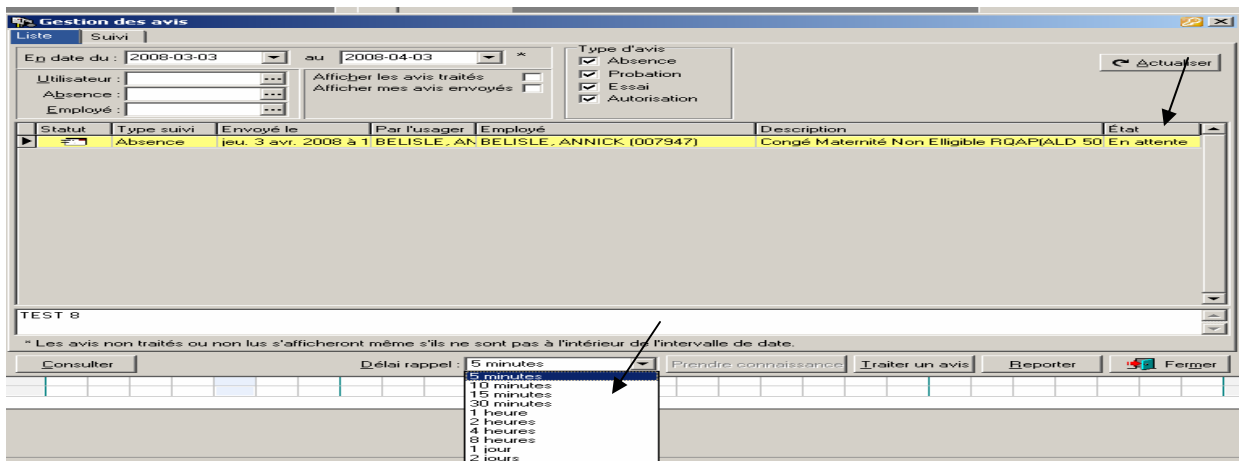 Gestion des avis
Liste Suivi
En date du : 2008-03-03 au 2008-04-03 *
Type d'avis
Absence
Probation
Essai
Autorisation
Actualiser
Utilisateur :
Absence :
Employé :
Afficher les avis traités
Afficher mes avis envoyés
Statut Type suivi Envoyé le Par l'usager Employé Description État
Absence jeu. 3 avr. 2008 à 1 BELISLE, AN BELISLE, ANNICK (007947) Congé Maternité Non Elligible RQAP(ALD 50 En attente
TEST 8
* Les avis non traités ou non lus s'afficheront même s'ils ne sont pas à l'intérieur de l'intervalle de date.
Consulter Délai rappel : 5 minutes Prendre connaissance Traiter un avis Reporter Fermer
5 minutes
10 minutes
15 minutes
30 minutes
1 heure
2 heures
4 heures
8 heures
1 jour
2 jours